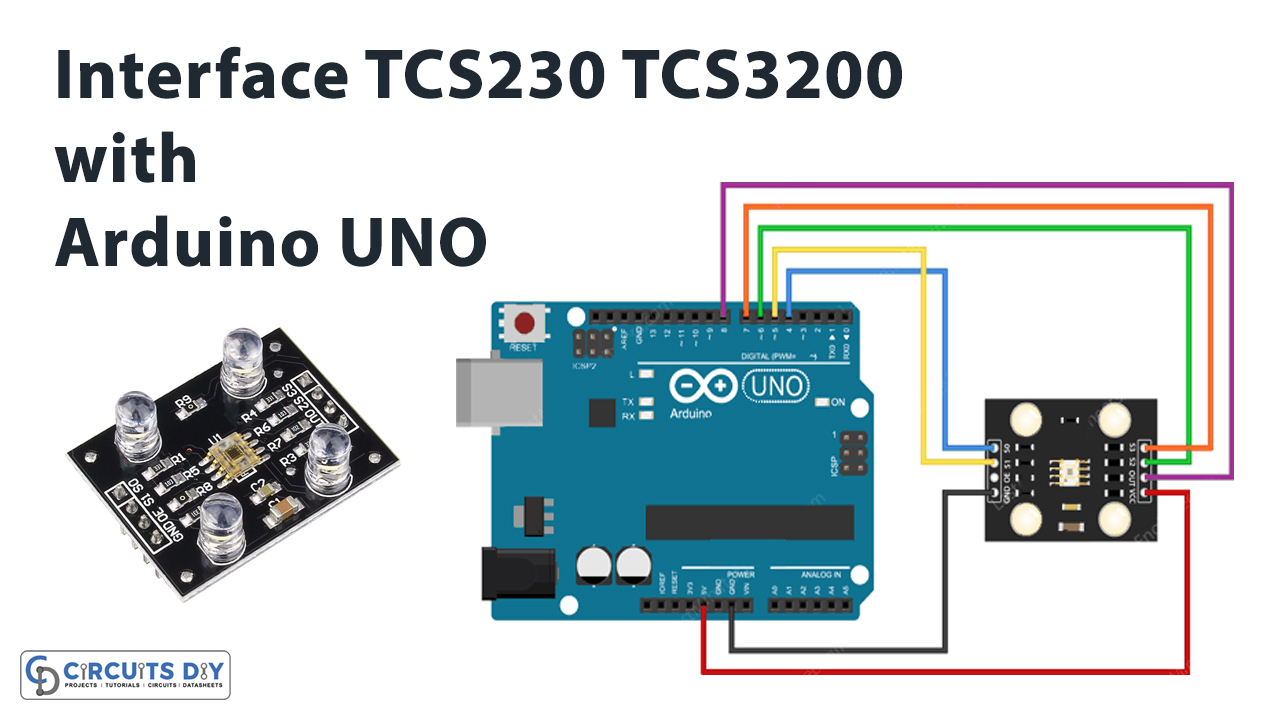 Interface TCS230 TCS3200
with
Arduino UNO
RESET
ICSP2
AREF
GND
13
12
~11
~10
~9
8
7
~6
~5
4
~3
2
TX0 ▶ 1
RX0 ◀ 0
DIGITAL (PWM= ~)
L
TX
RX
UNO
Arduino
ON
1
ICSP
POWER
ANALOG IN
IOREF
RESET
3V3
5V
GND
GND
VIN
A0
A1
A2
A3
A4
A5
GND OE S1 S0
S3 S2 OUT VCC
R9
U1
R4
R6
R7
R3
S3 S2 OUT
R1
R5
R8
C2
C1
S0 S1 OE GND
CIRCUITS DIY
PROJECTS | TUTORIALS | CIRCUITS | DATASHEETS